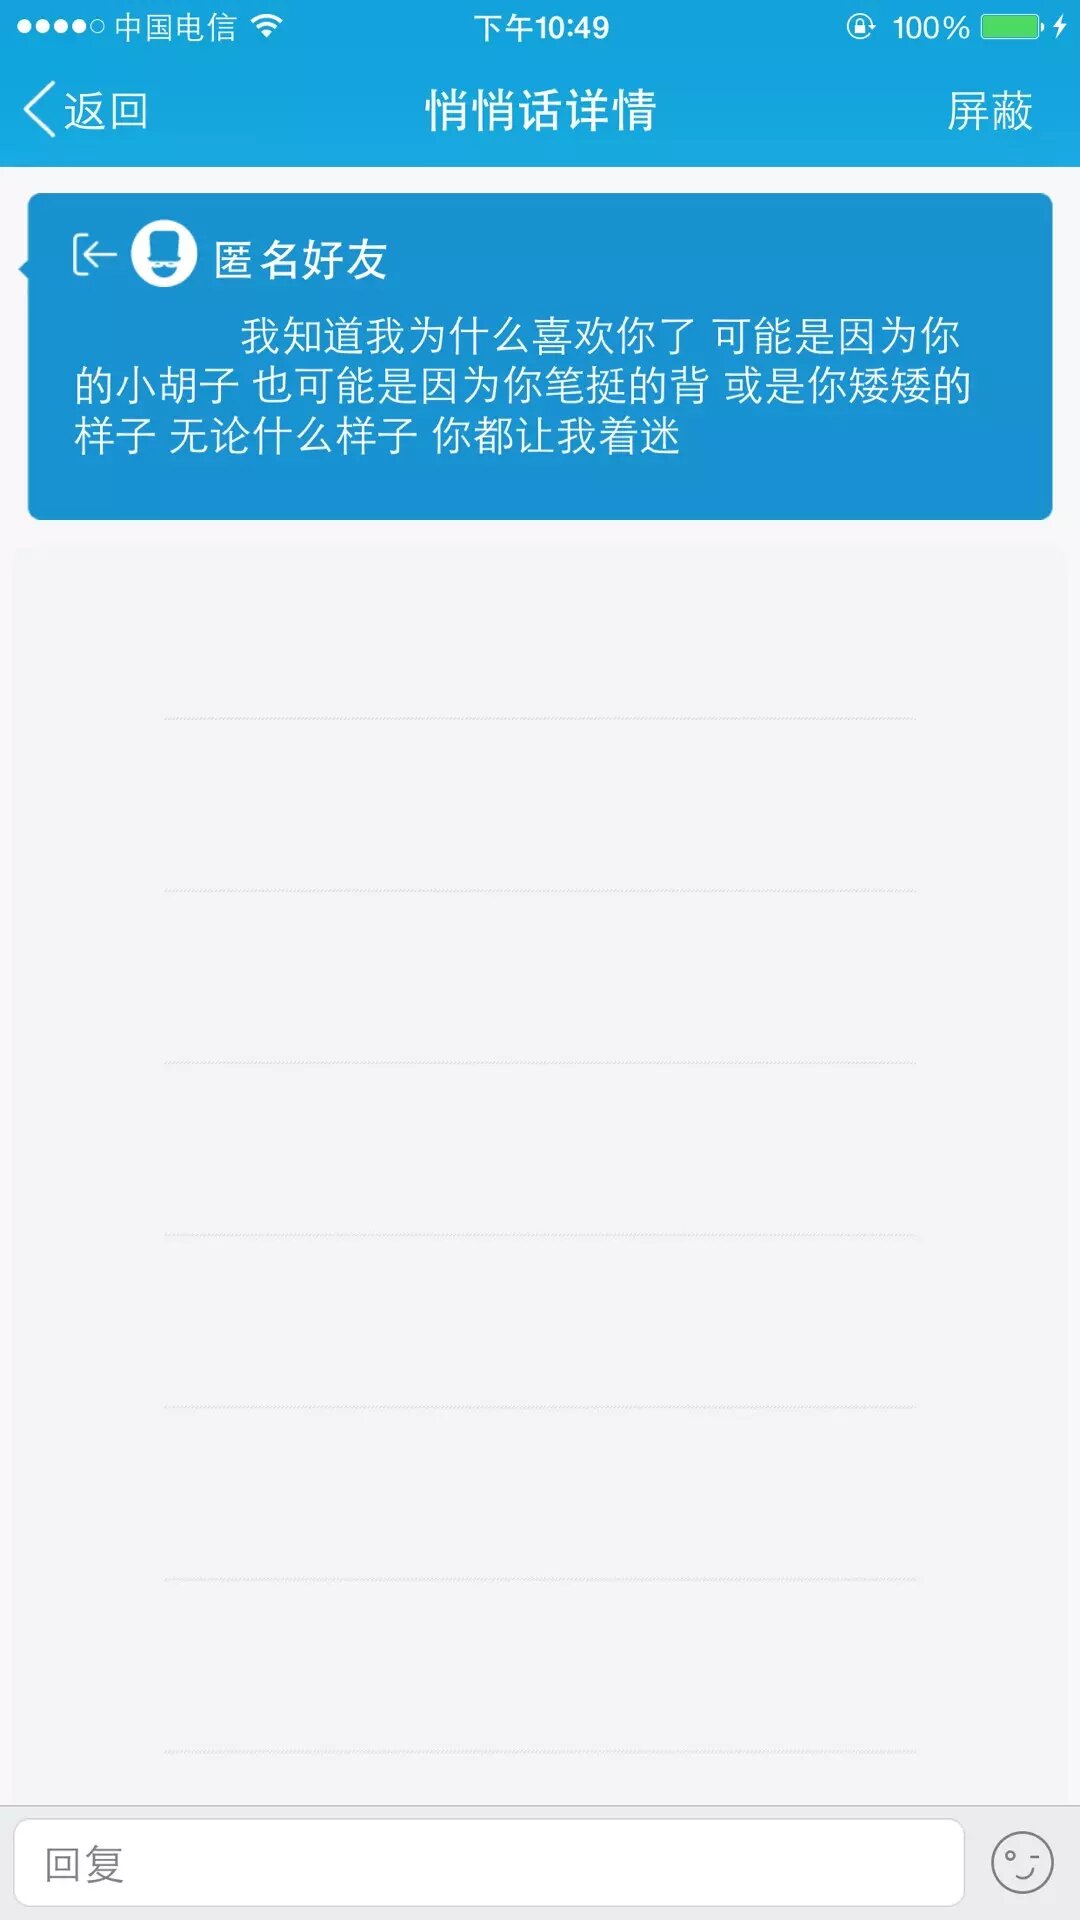 中国电信 下午10:49 100%
返回 悄悄话详情 屏蔽
匿名好友
我知道我为什么喜欢你了 可能是因为你
的小胡子 也可能是因为你笔挺的背 或是你矮矮的
样子 无论什么样子 你都让我着迷
回复